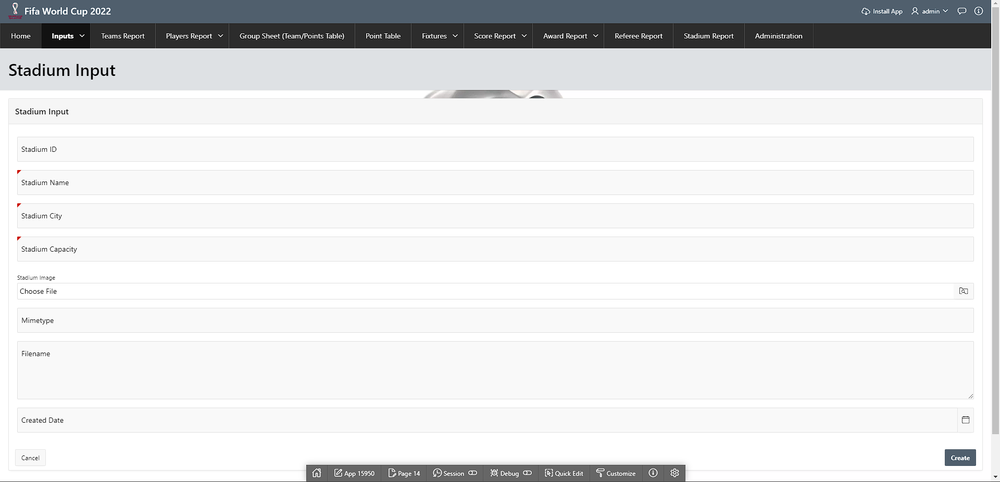 Fifa World Cup 2022
Install App
admin
Home
Inputs
Teams Report
Players Report
Group Sheet (Team/Points Table)
Point Table
Fixtures
Score Report
Award Report
Referee Report
Stadium Report
Administration
Stadium Input
Stadium Input
Stadium ID
Stadium Name
Stadium City
Stadium Capacity
Stadium Image
Choose File
Mimetype
Filename
Created Date
Cancel
Create
App 15950
Page 14
Session
Debug
Quick Edit
Customize